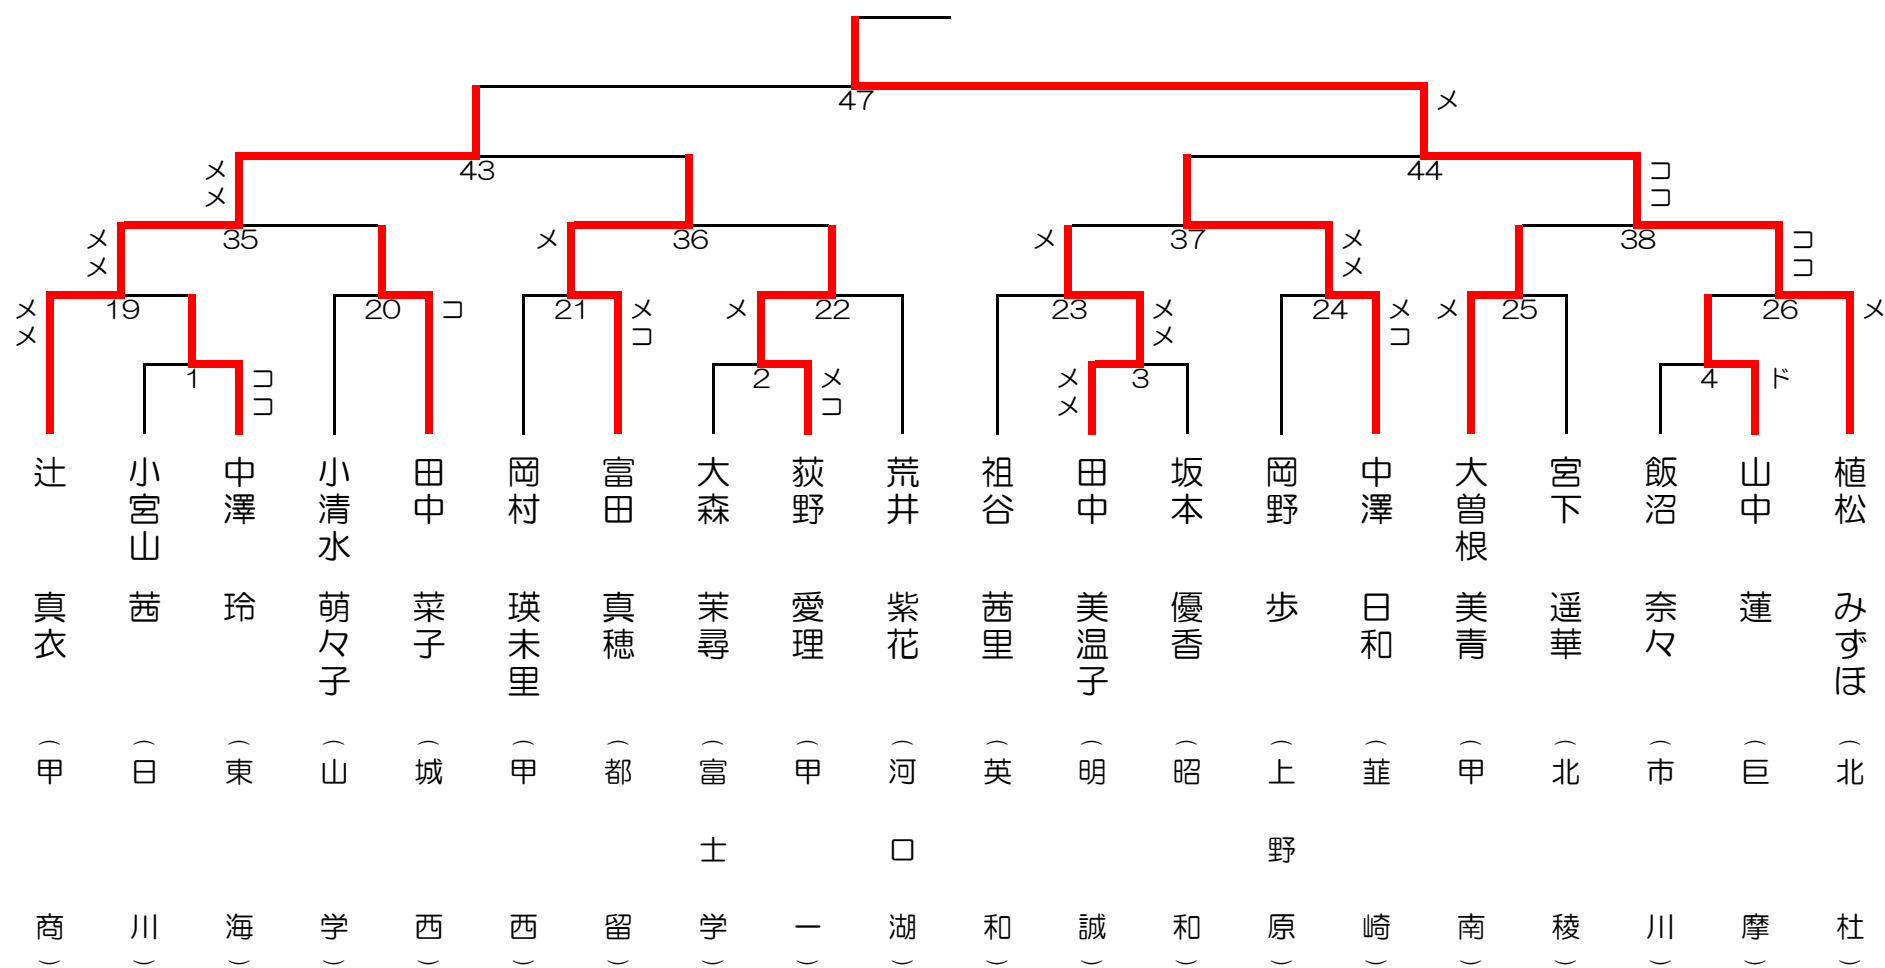 47
メ
43
44
メメ
ココ
35
36
37
38
メメ
メ
メ
メメ
ココ
19
20
21
22
23
24
25
26
メメ
コ
メコ
メ
メメ
メコ
メ
メ
1
2
3
4
ココ
メコ
メメ
ド
辻 真衣 (甲商)
小宮山 茜 (日川)
中澤 玲 (東海)
小清水 萌々子 (山学)
田中 菜子 (城西)
岡村 瑛未里 (甲西)
富田 真穂 (都留)
大森 茉尋 (富士学)
荻野 愛理 (甲一)
荒井 紫花 (河口湖)
祖谷 茜里 (英和)
田中 美温子 (明誠)
坂本 優香 (昭和)
岡野 歩 (上野原)
中澤 日和 (韮崎)
大曽根 美青 (甲南)
宮下 遥華 (北稜)
飯沼 奈々 (市川)
山中 蓮 (巨摩)
植松 みずほ (北杜)